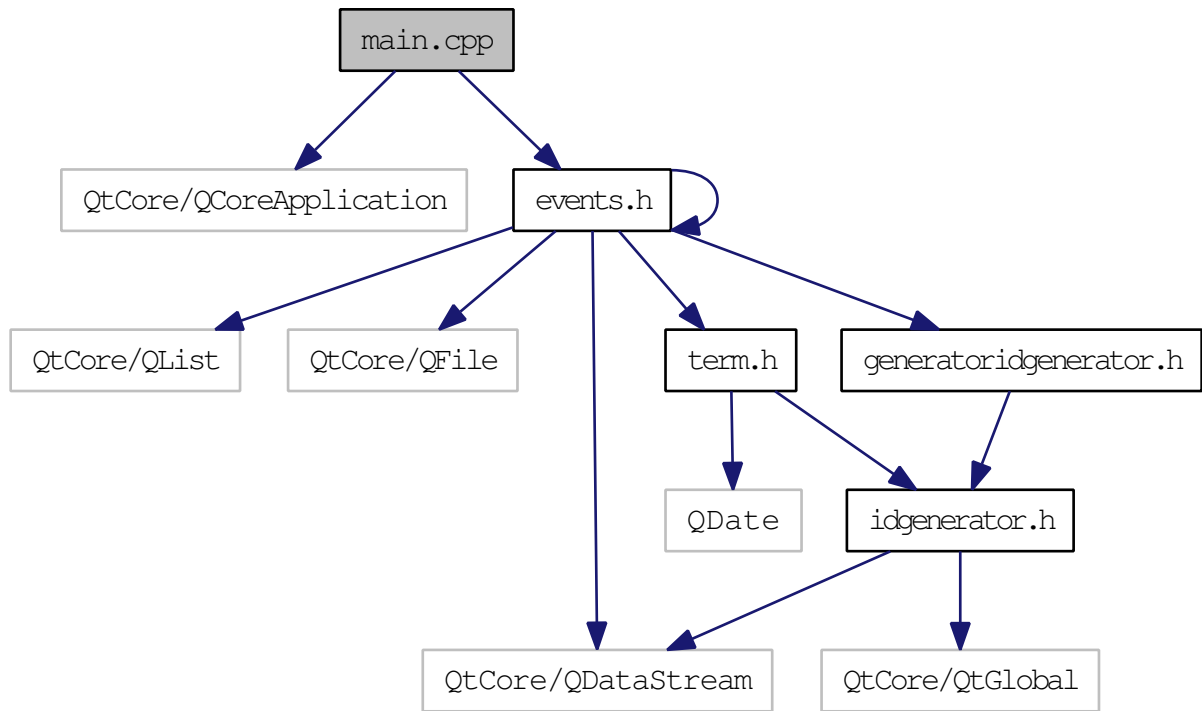 main.cpp
QtCore/QCoreApplication
events.h
QtCore/QList
QtCore/QFile
term.h
generatoridgenerator.h
QDate
idgenerator.h
QtCore/QDataStream
QtCore/QtGlobal